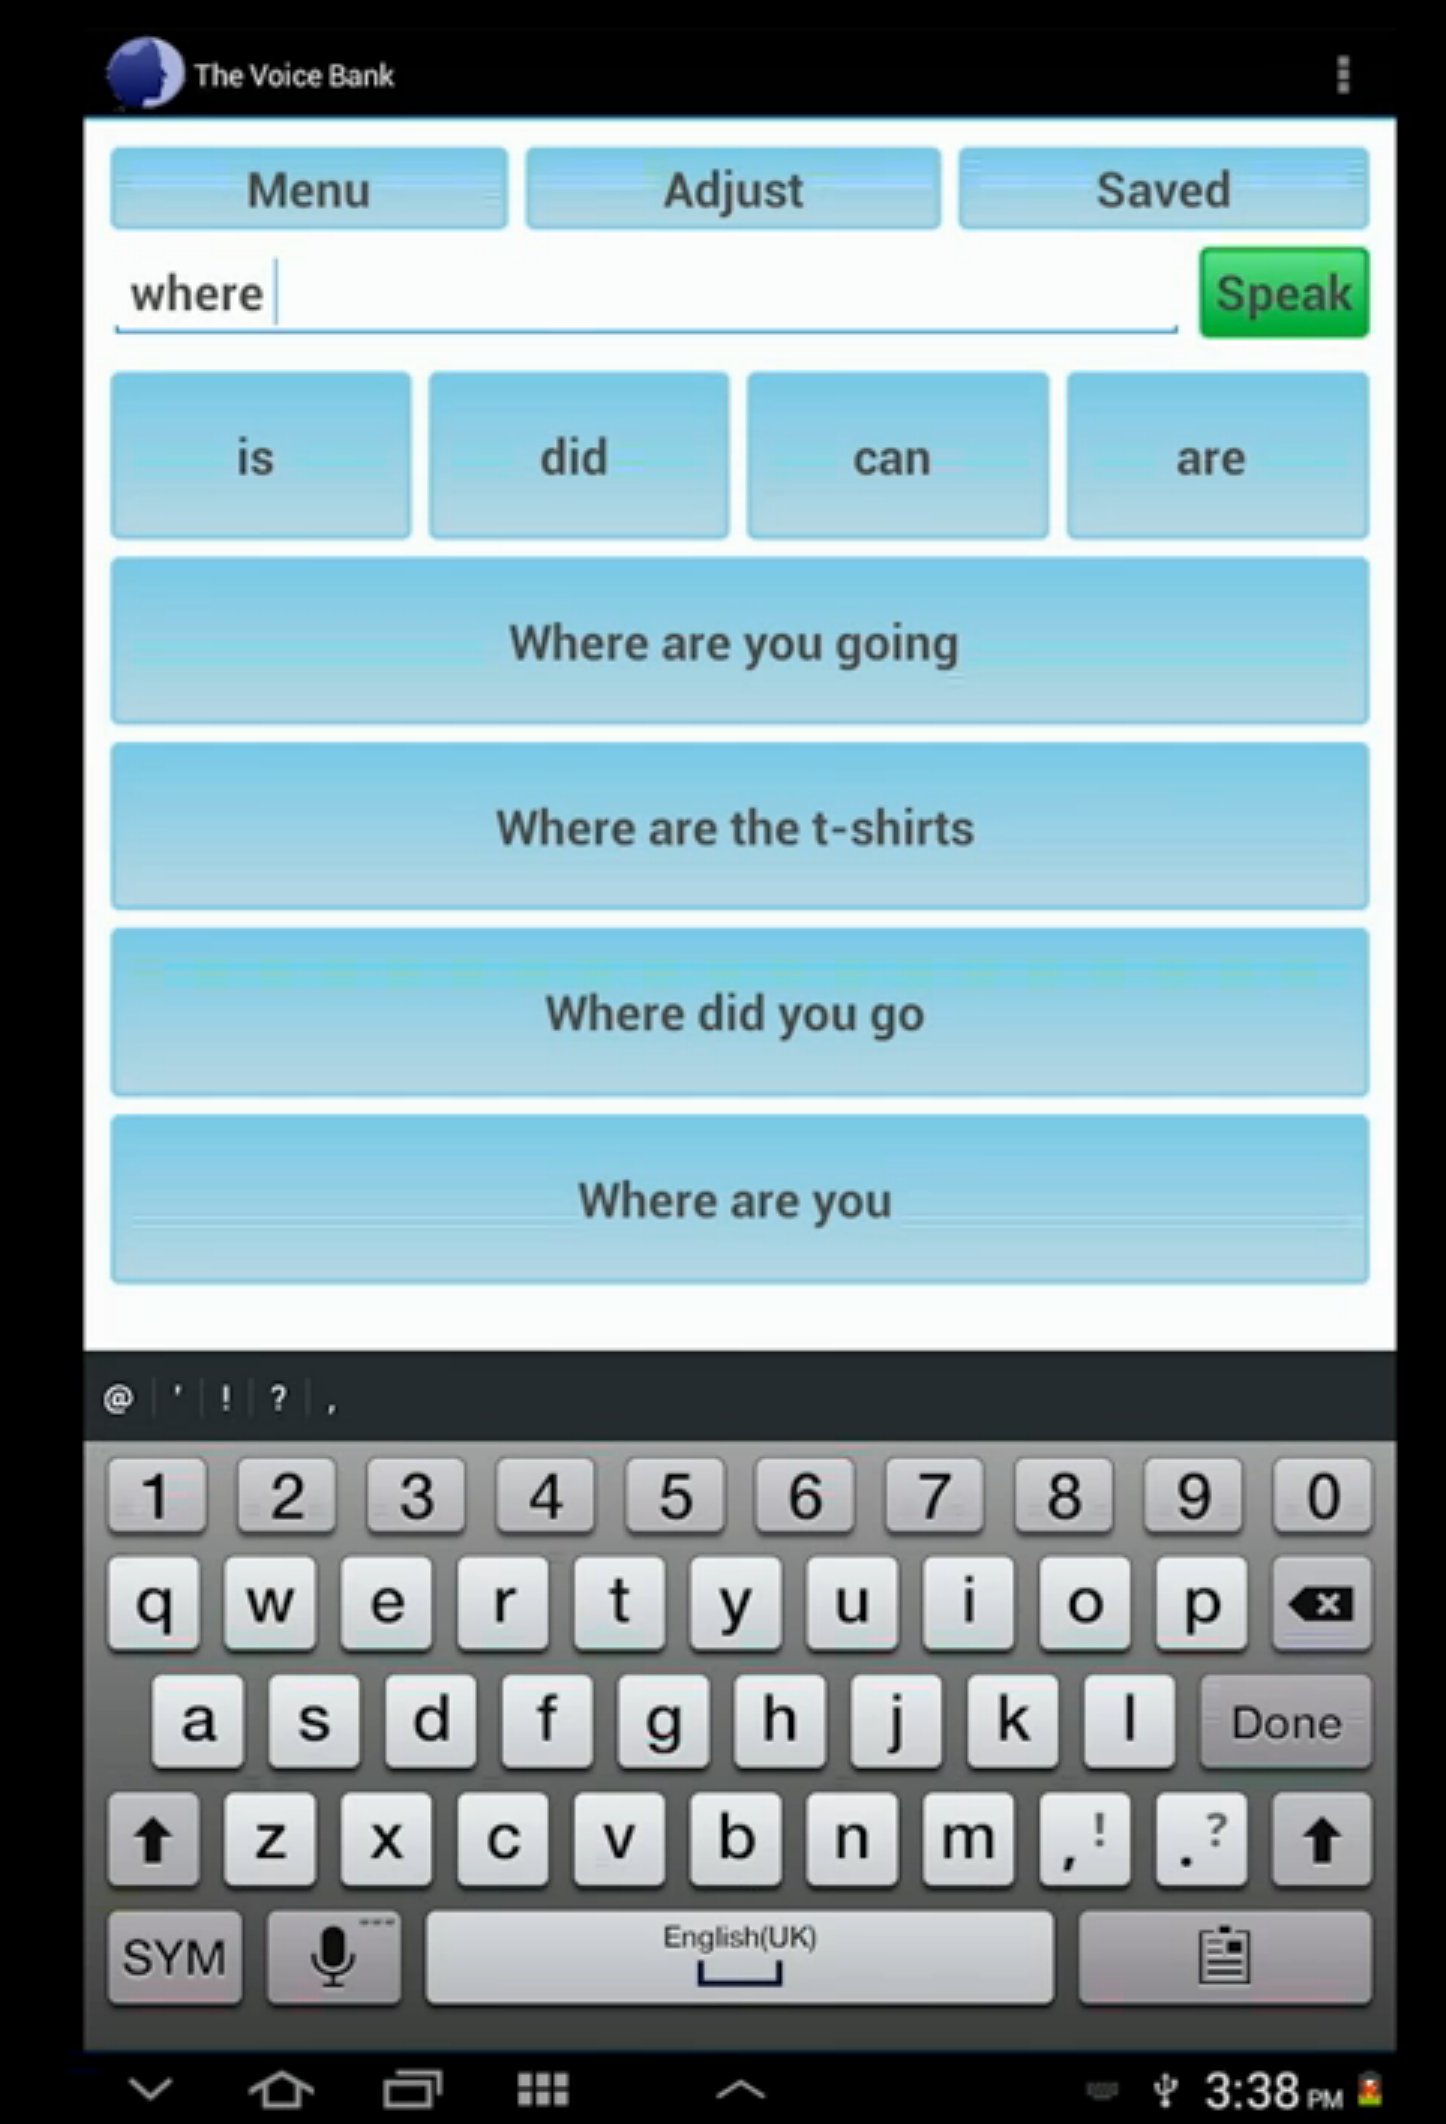 The Voice Bank
Menu Adjust Saved
where Speak
is did can are
Where are you going
Where are the t-shirts
Where did you go
Where are you
@ ' ! ? ,
1 2 3 4 5 6 7 8 9 0
q w e r t y u i o p
a s d f g h j k l Done
z x c v b n m , ! . ?
SYM English(UK)
3:38 PM